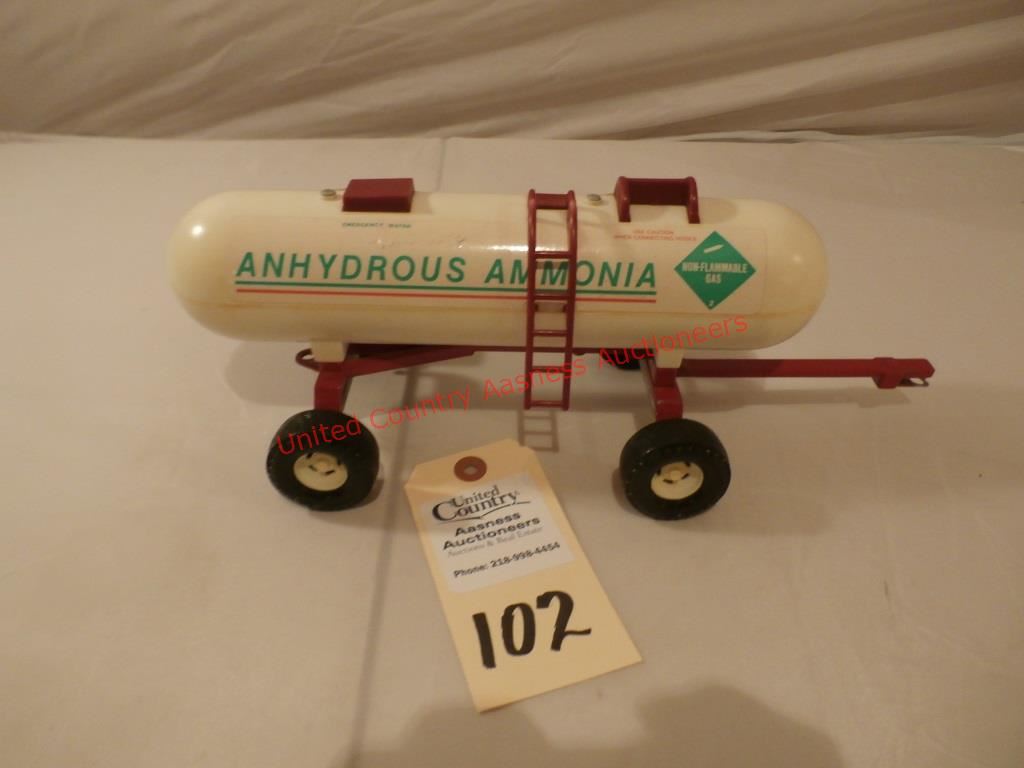 EMERGENCY WATER
USE CAUTION
WHEN CONNECTING HOSES
ANHYDROUS AMMONIA
NON-FLAMMABLE
GAS
2
United Country Aasness Auctioneers
United
Country
Aasness
Auctioneers
Auctions & Real Estate
Phone: 218-998-4454
102